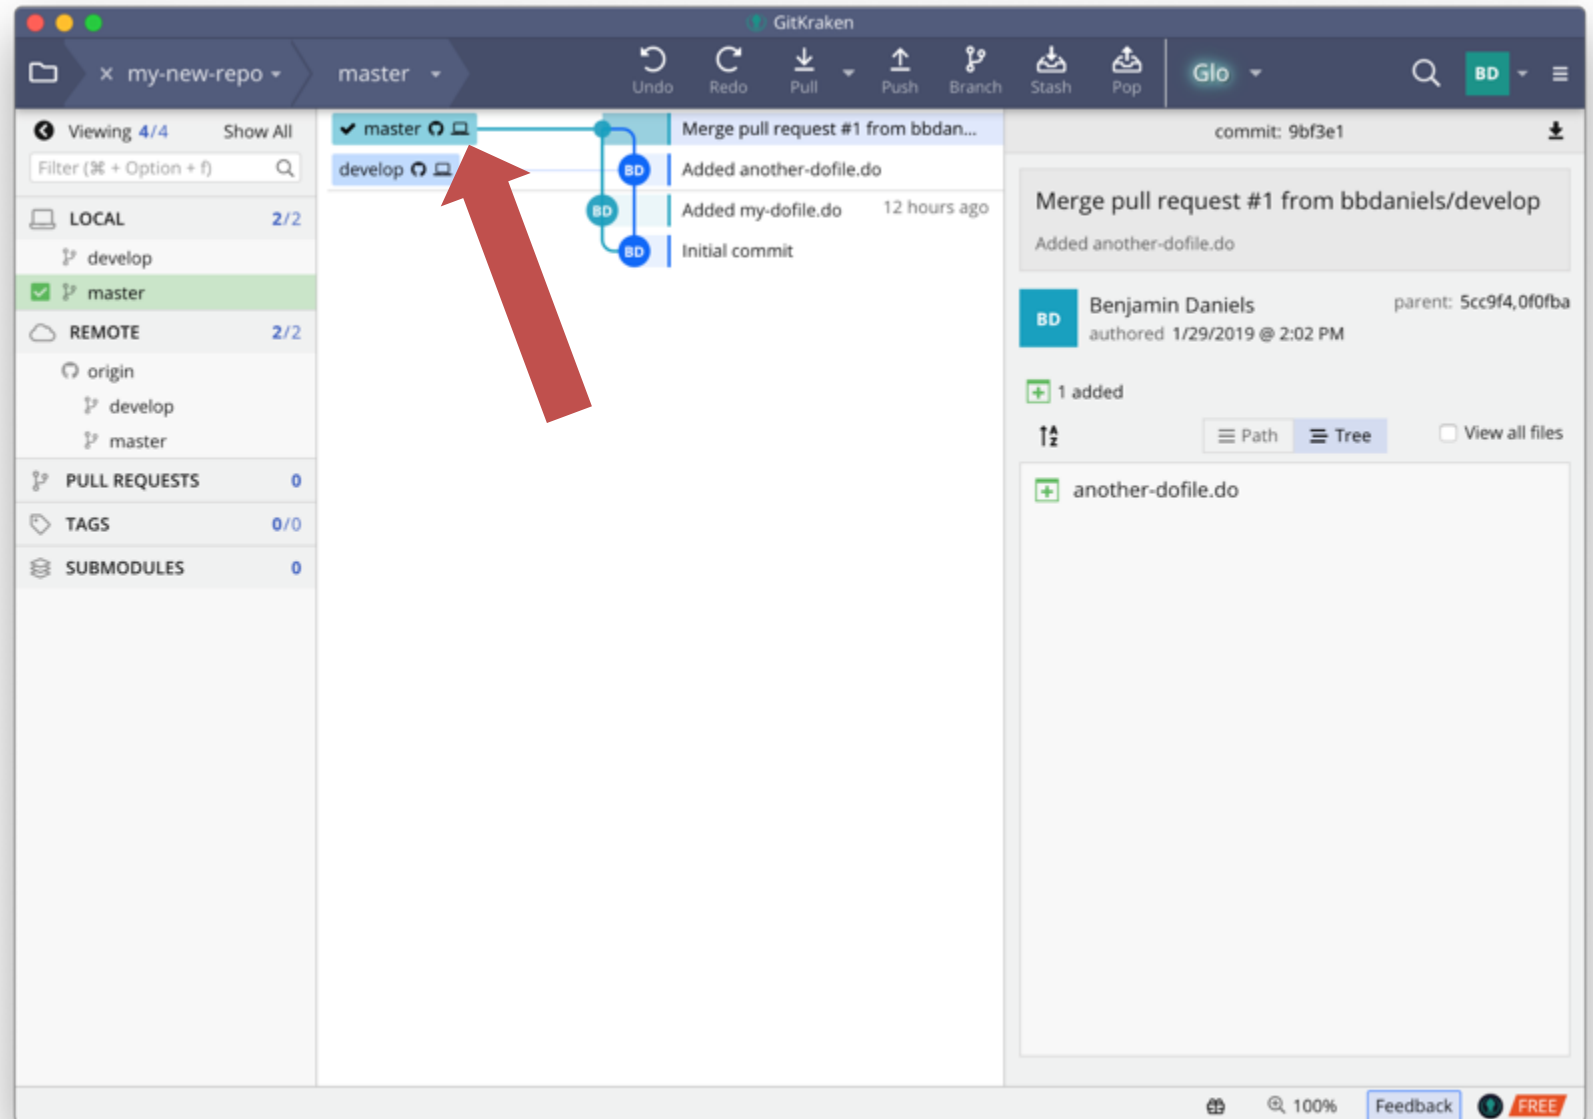 GitKraken
my-new-repo
master
Undo
Redo
Pull
Push
Branch
Stash
Pop
Glo
BD
Viewing 4/4
Show All
Filter (⌘ + Option + f)
LOCAL 2/2
develop
master
REMOTE 2/2
origin
develop
master
PULL REQUESTS 0
TAGS 0/0
SUBMODULES 0
master
Merge pull request #1 from bbdan...
develop
BD
Added another-dofile.do
BD
Added my-dofile.do
12 hours ago
BD
Initial commit
commit: 9bf3e1
Merge pull request #1 from bbdaniels/develop
Added another-dofile.do
BD
Benjamin Daniels
authored 1/29/2019 @ 2:02 PM
parent: 5cc9f4,0f0fba
1 added
Path
Tree
View all files
another-dofile.do
100%
Feedback
FREE